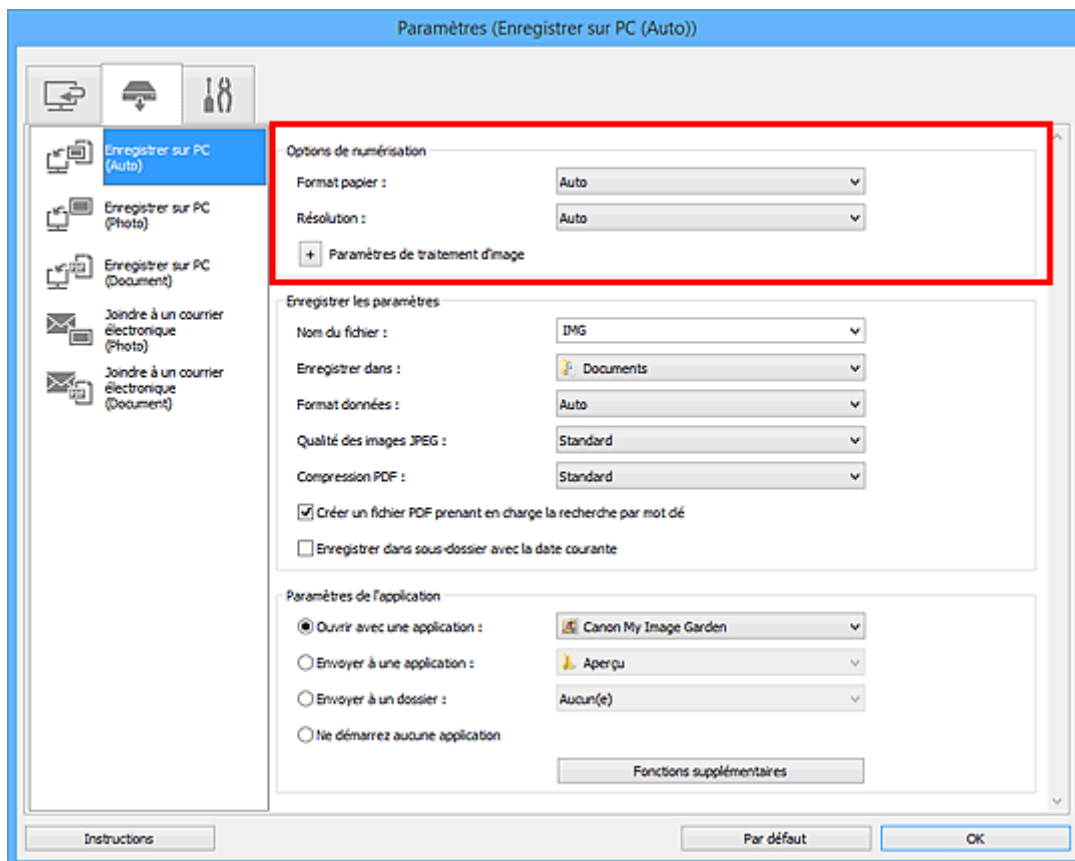 Paramètres (Enregistrer sur PC (Auto))
Enregistrer sur PC
(Auto)
Enregistrer sur PC
(Photo)
Enregistrer sur PC
(Document)
Joindre à un courrier
électronique
(Photo)
Joindre à un courrier
électronique
(Document)
Options de numérisation
Format papier : Auto
Résolution : Auto
+ Paramètres de traitement d'image
Enregistrer les paramètres
Nom du fichier : IMG
Enregistrer dans : Documents
Format données : Auto
Qualité des images JPEG : Standard
Compression PDF : Standard
Créer un fichier PDF prenant en charge la recherche par mot clé
Enregistrer dans sous-dossier avec la date courante
Paramètres de l'application
Ouvrir avec une application : Canon My Image Garden
Envoyer à une application : Aperçu
Envoyer à un dossier : Aucun(e)
Ne démarrez aucune application
Fonctions supplémentaires
Instructions Par défaut OK